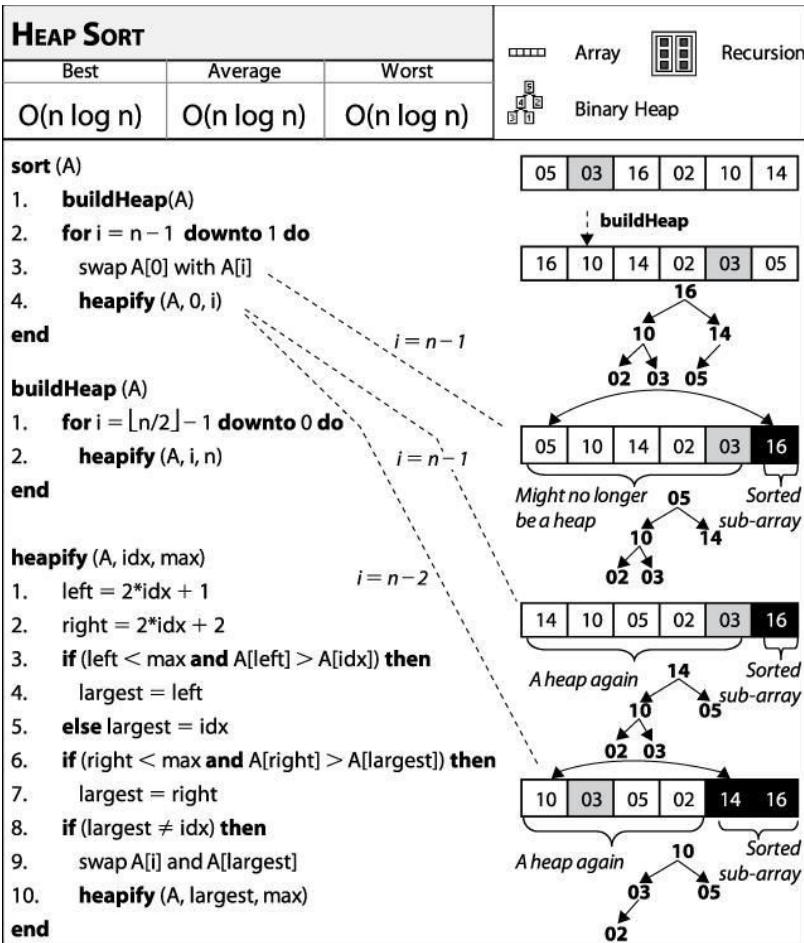 HEAP SORT
Best Average Worst
O(n log n) O(n log n) O(n log n)
Array Recursion
5
4 2
3 1
Binary Heap
sort (A)
1. buildHeap(A)
2. for i = n − 1 downto 1 do
3. swap A[0] with A[i]
4. heapify (A, 0, i)
end
buildHeap (A)
1. for i = ⌊n/2⌋ − 1 downto 0 do
2. heapify (A, i, n)
end
heapify (A, idx, max)
1. left = 2*idx + 1
2. right = 2*idx + 2
3. if (left < max and A[left] > A[idx]) then
4. largest = left
5. else largest = idx
6. if (right < max and A[right] > A[largest]) then
7. largest = right
8. if (largest ≠ idx) then
9. swap A[i] and A[largest]
10. heapify (A, largest, max)
end
i = n − 1
i = n − 1
i = n − 2
05 03 16 02 10 14
buildHeap
16 10 14 02 03 05
16
10 14
02 03 05
05 10 14 02 03 16
Might no longer
be a heap
Sorted
sub-array
05
10 14
02 03
14 10 05 02 03 16
A heap again
Sorted
sub-array
14
10 05
02 03
10 03 05 02 14 16
A heap again
Sorted
sub-array
10
03 05
02